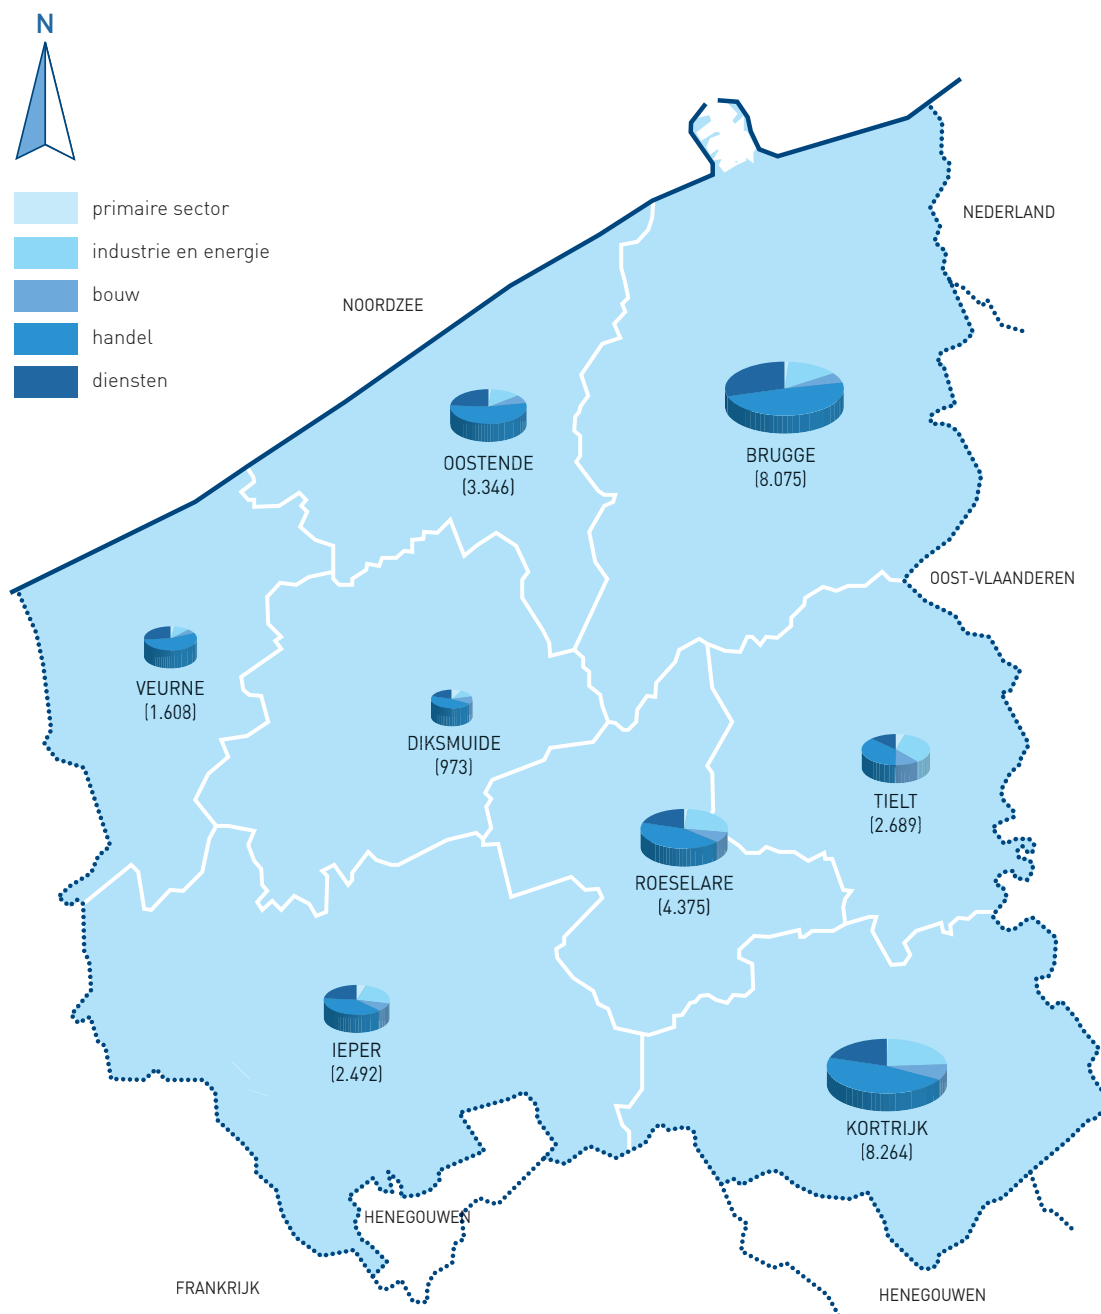 N
primaire sector
industrie en energie
bouw
handel
diensten
NEDERLAND
NOORDZEE
OOSTENDE
(3.346)
BRUGGE
(8.075)
OOST-VLAANDEREN
VEURNE
(1.608)
DIKSMUIDE
(973)
TIELT
(2.689)
ROESELARE
(4.375)
IEPER
(2.492)
KORTRIJK
(8.264)
HENEGOUWEN
FRANKRIJK
HENEGOUWEN